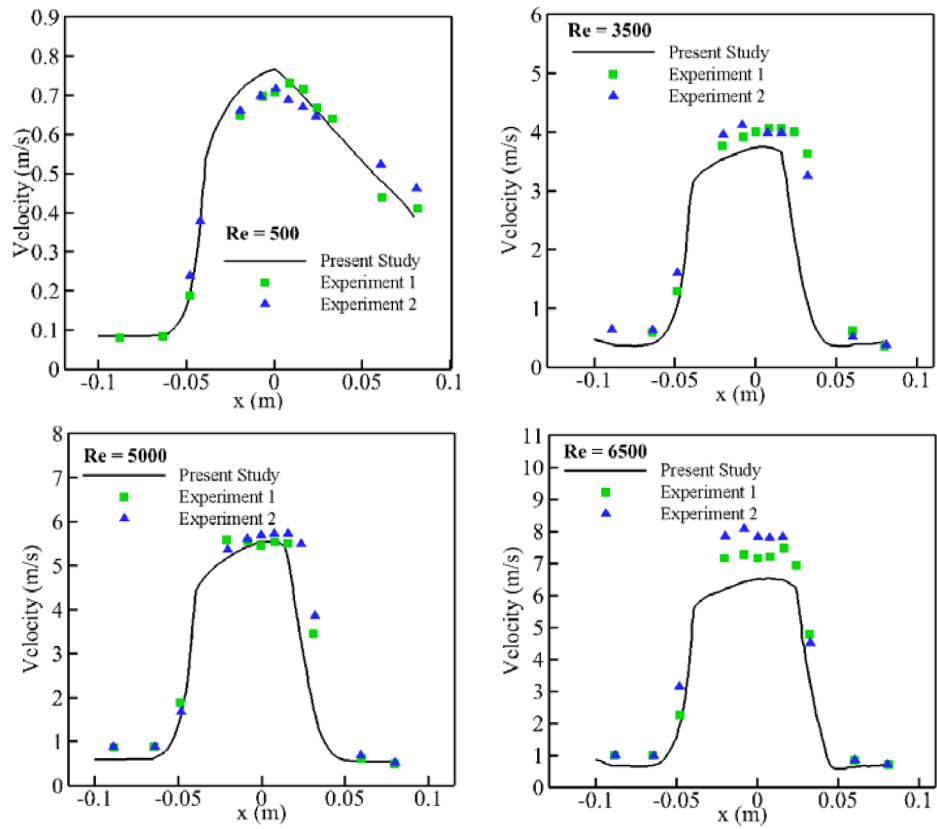 0.9
0.8
0.7
0.6
0.5
0.4
0.3
0.2
0.1
0
Velocity (m/s)
Re = 500
Present Study
Experiment 1
Experiment 2
-0.1 -0.05 0 0.05 0.1
x (m)
6
5
4
3
2
1
0
Velocity (m/s)
Re = 3500
Present Study
Experiment 1
Experiment 2
-0.1 -0.05 0 0.05 0.1
x (m)
8
7
6
5
4
3
2
1
0
Velocity (m/s)
Re = 5000
Present Study
Experiment 1
Experiment 2
-0.1 -0.05 0 0.05 0.1
x (m)
11
10
9
8
7
6
5
4
3
2
1
0
Velocity (m/s)
Re = 6500
Present Study
Experiment 1
Experiment 2
-0.1 -0.05 0 0.05 0.1
x (m)